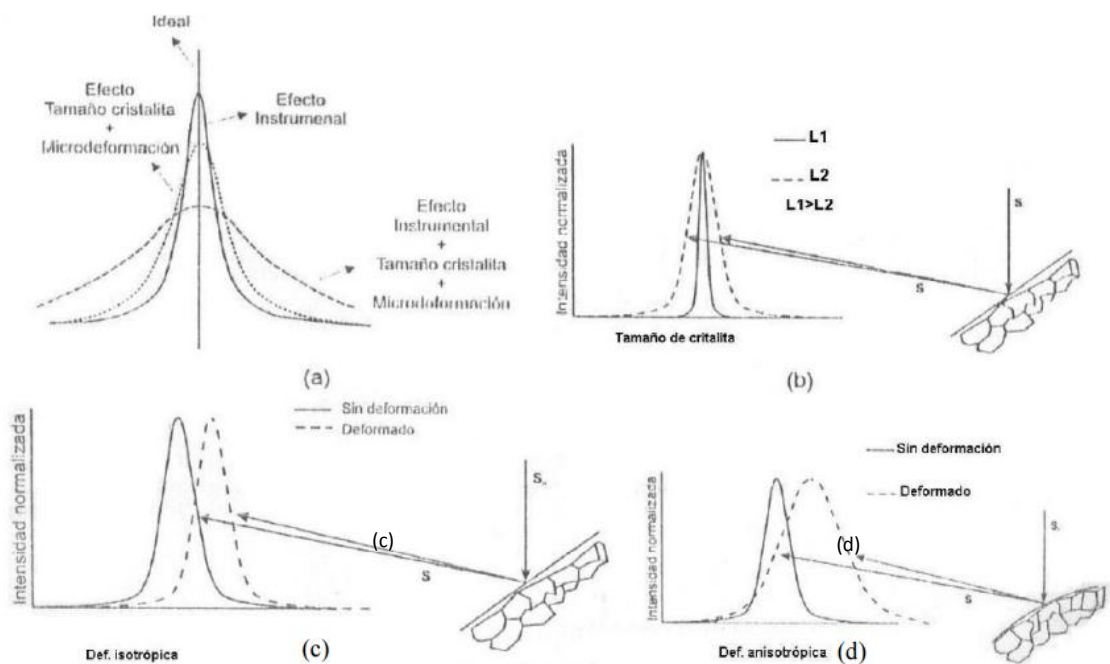 Ideal
Efecto
Tamaño cristalita
+
Microdeformación
Efecto
Instrumenal
Efecto
Instrumental
+
Tamaño cristalita
+
Microdeformación
(a)
Intensidad normalizada
L1
L2
L1>L2
s
s
Tamaño de critalita
(b)
Intensidad normalizada
Sin deformación
Deformado
S
(c)
s
Def. isotrópica
(c)
Intensidad normalizada
Sin deformación
Deformado
s
(d)
s
Def. anisotrópica
(d)